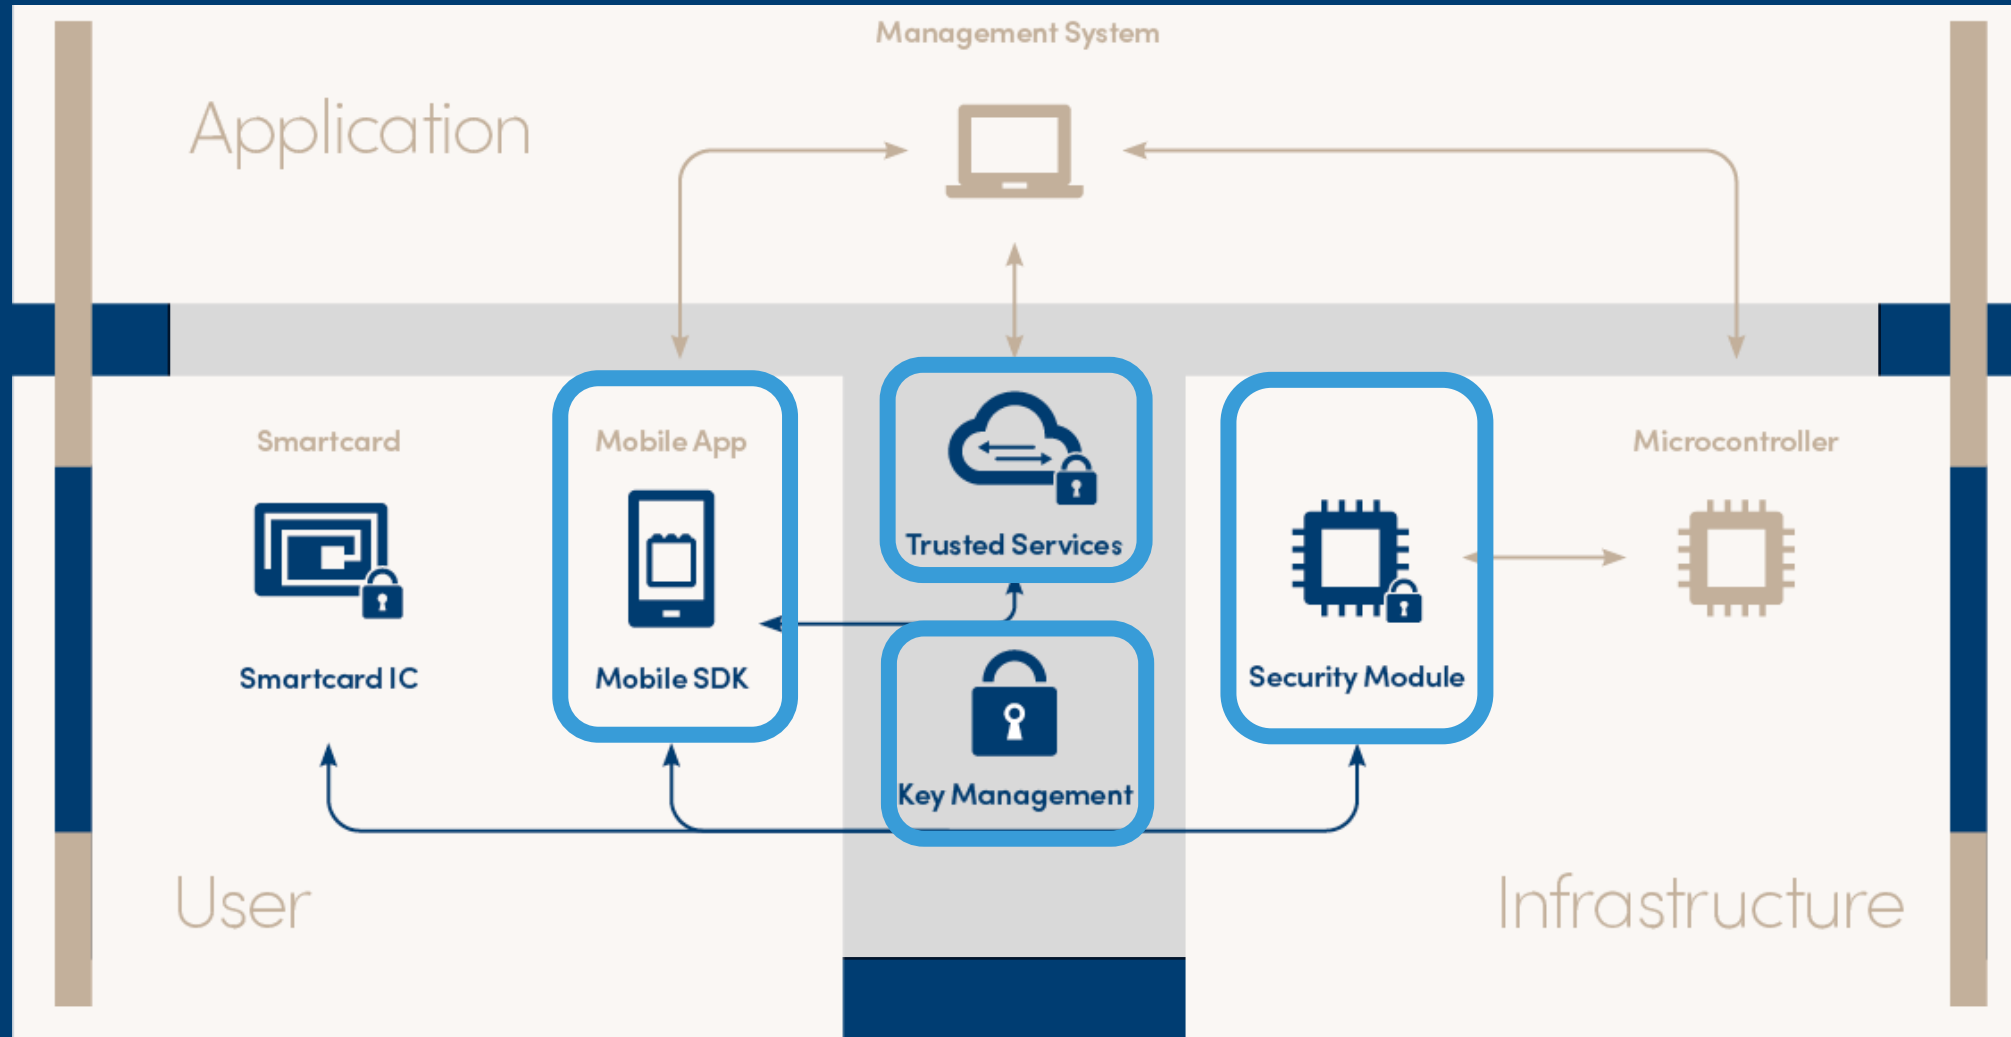 Management System
Application
Smartcard
Mobile App
Microcontroller
Trusted Services
Smartcard IC
Mobile SDK
Security Module
Key Management
User
Infrastructure